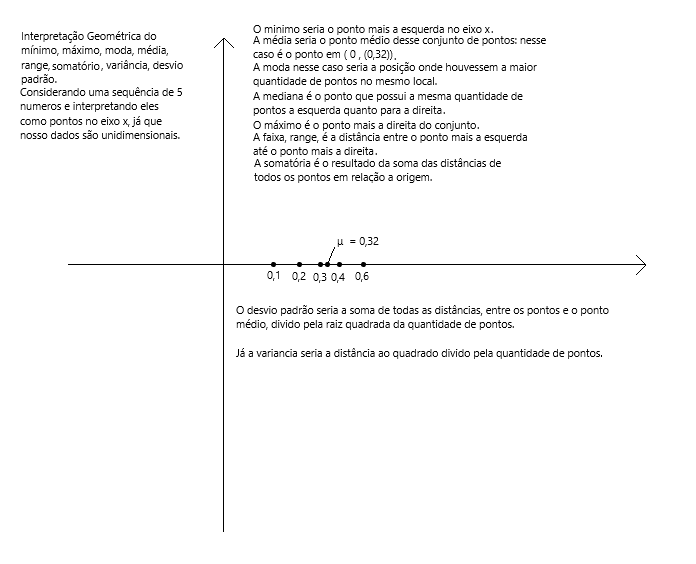 Interpretação Geométrica do
mínimo, máximo, moda, média,
range, somatório, variância, desvio
padrão.
Considerando uma sequência de 5
numeros e interpretando eles
como pontos no eixo x, já que
nosso dados são unidimensionais.
O minimo seria o ponto mais a esquerda no eixo x.
A média seria o ponto médio desse conjunto de pontos: nesse
caso é o ponto em ( 0 , (0,32)),
A moda nesse caso seria a posição onde houvessem a maior
quantidade de pontos no mesmo local.
A mediana é o ponto que possui a mesma quantidade de
pontos a esquerda quanto para a direita.
O máximo é o ponto mais a direita do conjunto.
A faixa, range, é a distância entre o ponto mais a esquerda
até o ponto mais a direita.
A somatória é o resultado da soma das distâncias de
todos os pontos em relação a origem.
μ = 0,32
0,1 0,2 0,3 0,4 0,6
O desvio padrão seria a soma de todas as distâncias, entre os pontos e o ponto
médio, divido pela raiz quadrada da quantidade de pontos.
Já a variancia seria a distância ao quadrado divido pela quantidade de pontos.